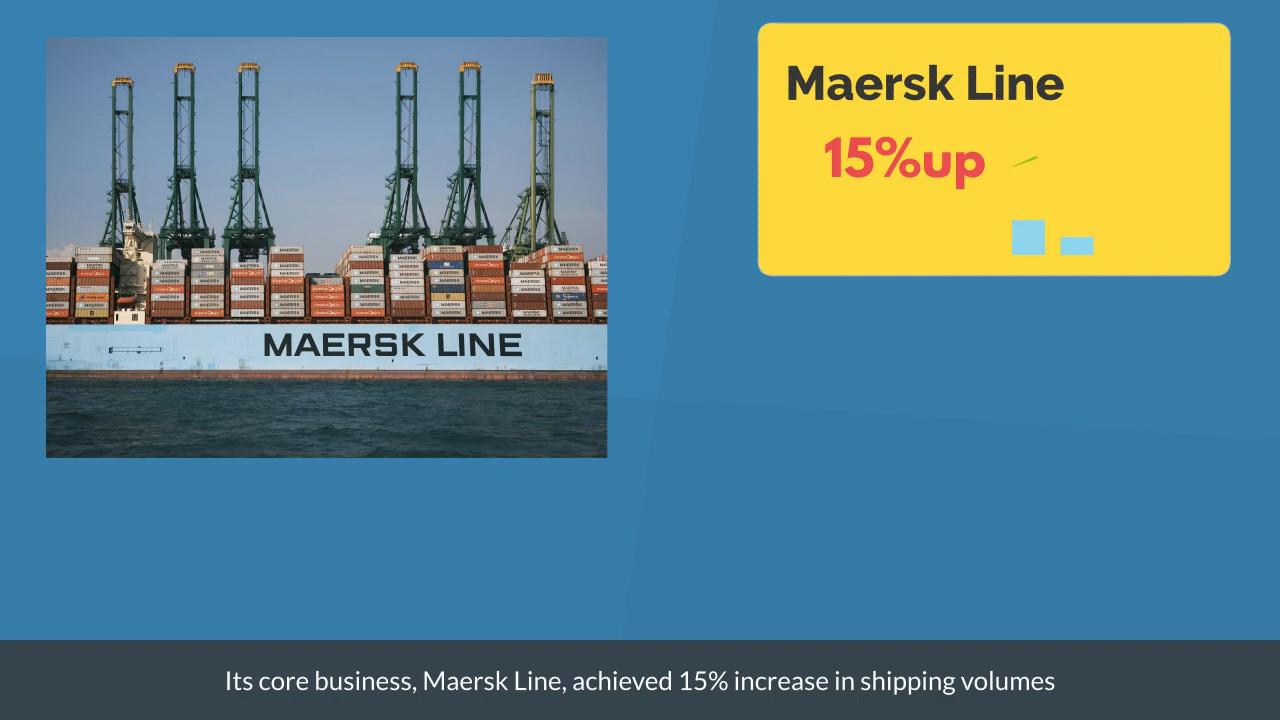 Maersk Line
15%up
MAERSK LINE
Its core business, Maersk Line, achieved 15% increase in shipping volumes